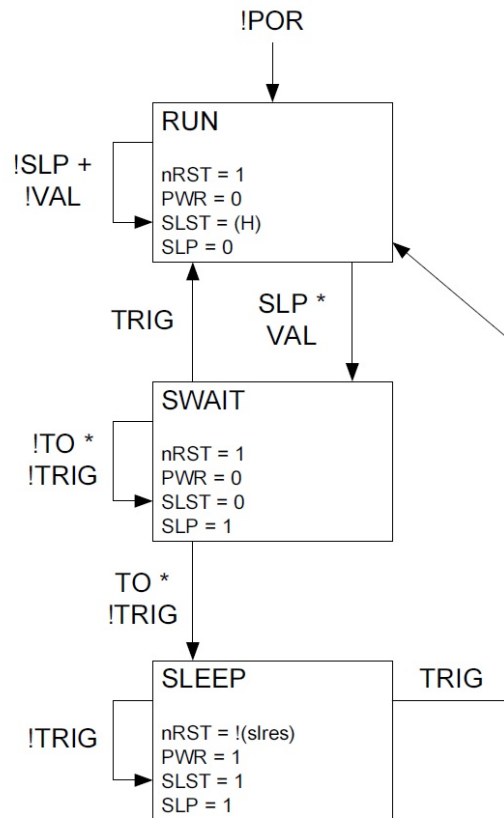 !POR
RUN
nRST = 1
PWR = 0
SLST = (H)
SLP = 0
!SLP +
!VAL
TRIG
SLP *
VAL
SWAIT
nRST = 1
PWR = 0
SLST = 0
SLP = 1
!TO *
!TRIG
TO *
!TRIG
SLEEP
nRST = !(slres)
PWR = 1
SLST = 1
SLP = 1
!TRIG
TRIG